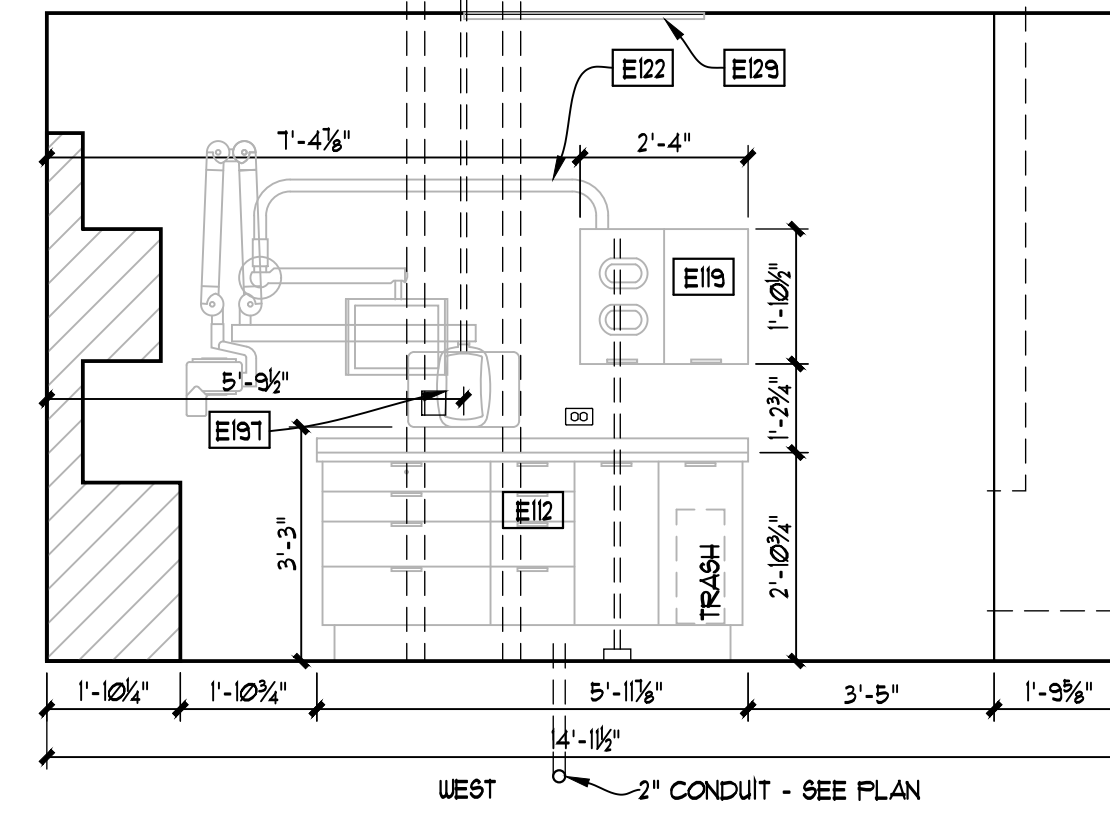 E122
E129
7'-4⅞"
2'-4"
E119
1'-10½"
5'-9½"
1'-2¾"
E197
E112
3'-3"
2'-10¾"
TRASH
1'-10¼"
1'-10¾"
5'-11⅞"
3'-5"
1'-9⅝"
14'-11½"
WEST
2" CONDUIT - SEE PLAN